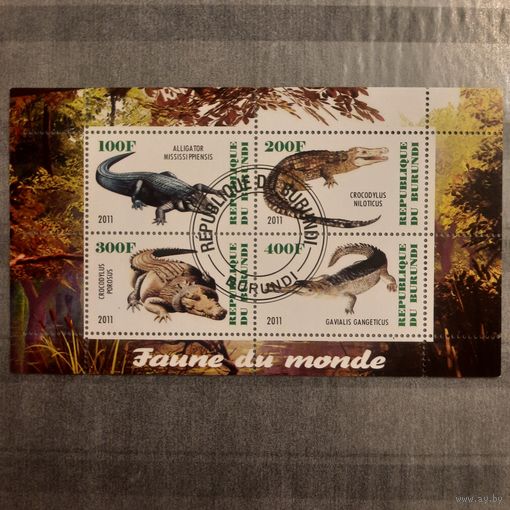 100F
ALLIGATOR
MISSISSIPPIENSIS
2011
REPUBLIQUE
DU BURUNDI
200F
CROCODYLUS
NILOTICUS
2011
REPUBLIQUE
DU BURUNDI
300F
CROCODYLUS
POROSUS
2011
REPUBLIQUE
DU BURUNDI
400F
2011
GAVIALIS GANGETICUS
REPUBLIQUE
DU BURUNDI
REPUBLIQUE DU BURUNDI
BURUNDI
Faune du monde
www.ay.by